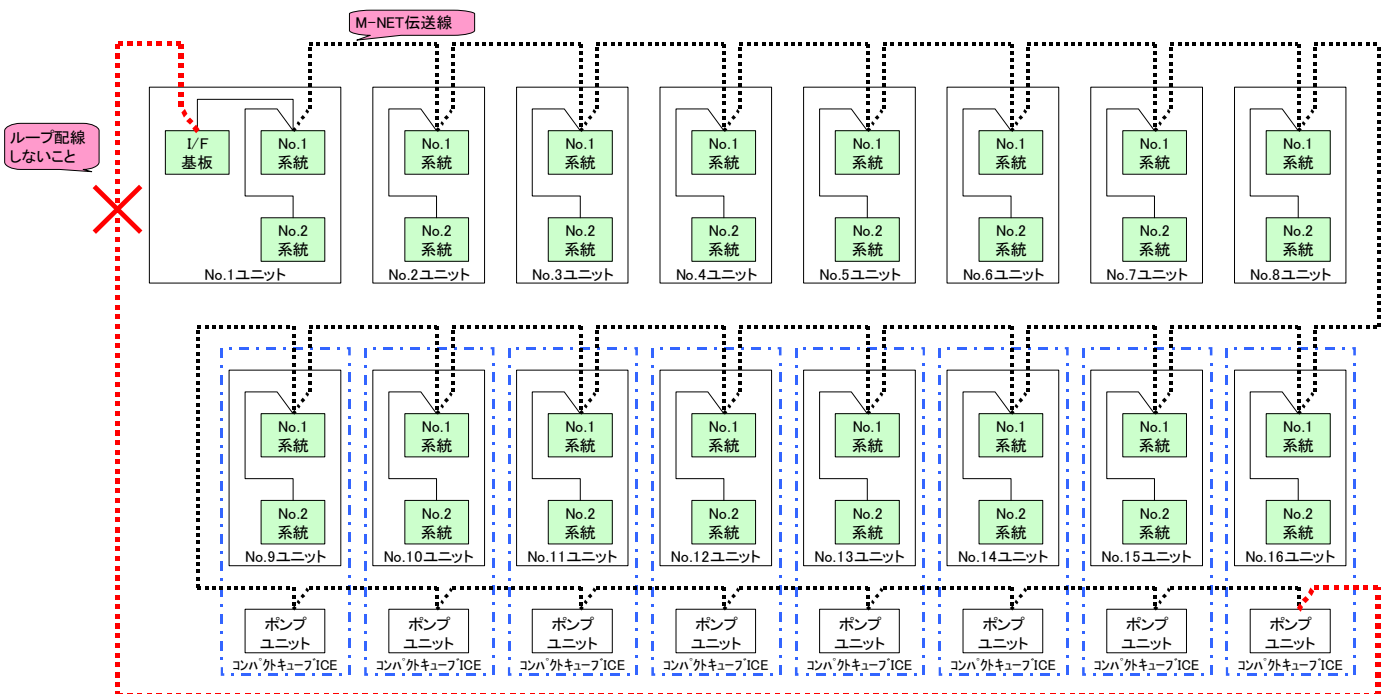 M-NET伝送線
ループ配線
しないこと
I/F
基板
No.1
系統
No.2
系統
No.1ユニット
No.1
系統
No.2
系統
No.2ユニット
No.1
系統
No.2
系統
No.3ユニット
No.1
系統
No.2
系統
No.4ユニット
No.1
系統
No.2
系統
No.5ユニット
No.1
系統
No.2
系統
No.6ユニット
No.1
系統
No.2
系統
No.7ユニット
No.1
系統
No.2
系統
No.8ユニット
No.1
系統
No.2
系統
No.9ユニット
ポンプ
ユニット
コンパクトキューブICE
No.1
系統
No.2
系統
No.10ユニット
ポンプ
ユニット
コンパクトキューブICE
No.1
系統
No.2
系統
No.11ユニット
ポンプ
ユニット
コンパクトキューブICE
No.1
系統
No.2
系統
No.12ユニット
ポンプ
ユニット
コンパクトキューブICE
No.1
系統
No.2
系統
No.13ユニット
ポンプ
ユニット
コンパクトキューブICE
No.1
系統
No.2
系統
No.14ユニット
ポンプ
ユニット
コンパクトキューブICE
No.1
系統
No.2
系統
No.15ユニット
ポンプ
ユニット
コンパクトキューブICE
No.1
系統
No.2
系統
No.16ユニット
ポンプ
ユニット
コンパクトキューブICE